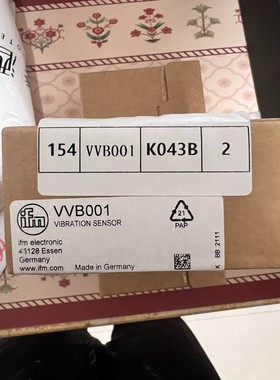 154 VVB001 K043B 2
ifm
VVB001
VIBRATION SENSOR
ifm electronic
45128 Essen
Germany
www.ifm.com
Made in Germany
21
PAP
K BB 2111